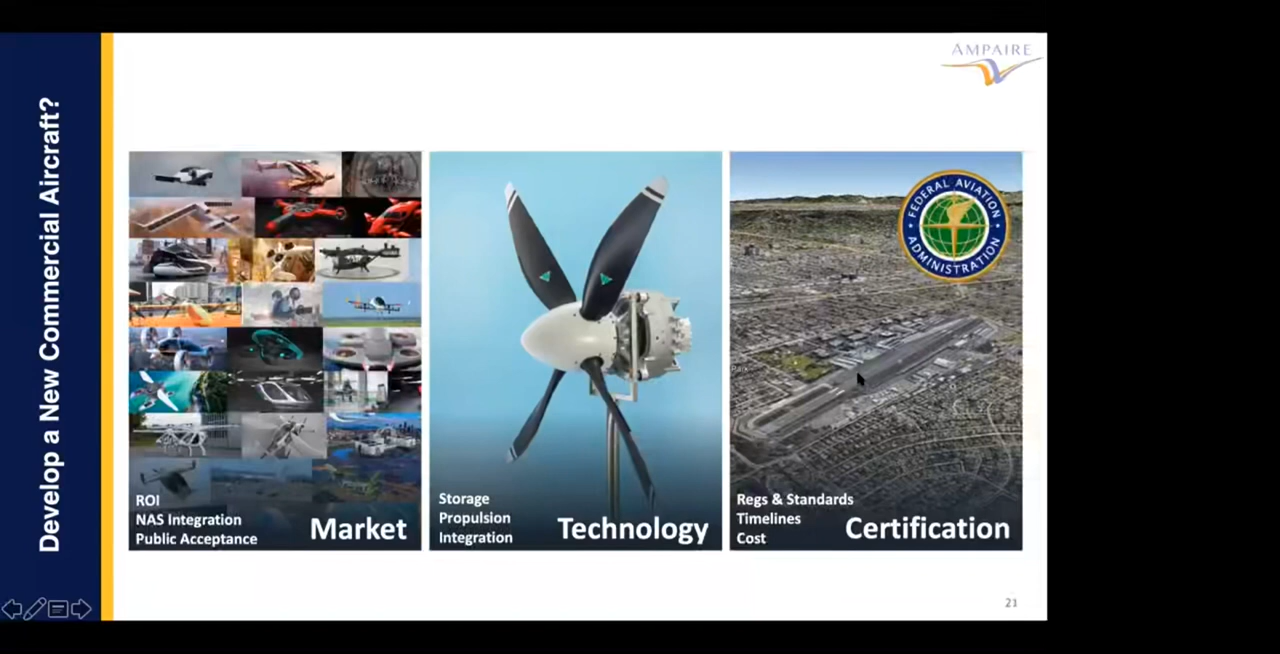 AMPAIRE
Develop a New Commercial Aircraft?
ROI
NAS Integration
Public Acceptance
Market
Storage
Propulsion
Integration
Technology
FEDERAL AVIATION
ADMINISTRATION
Regs & Standards
Timelines
Cost
Certification
21